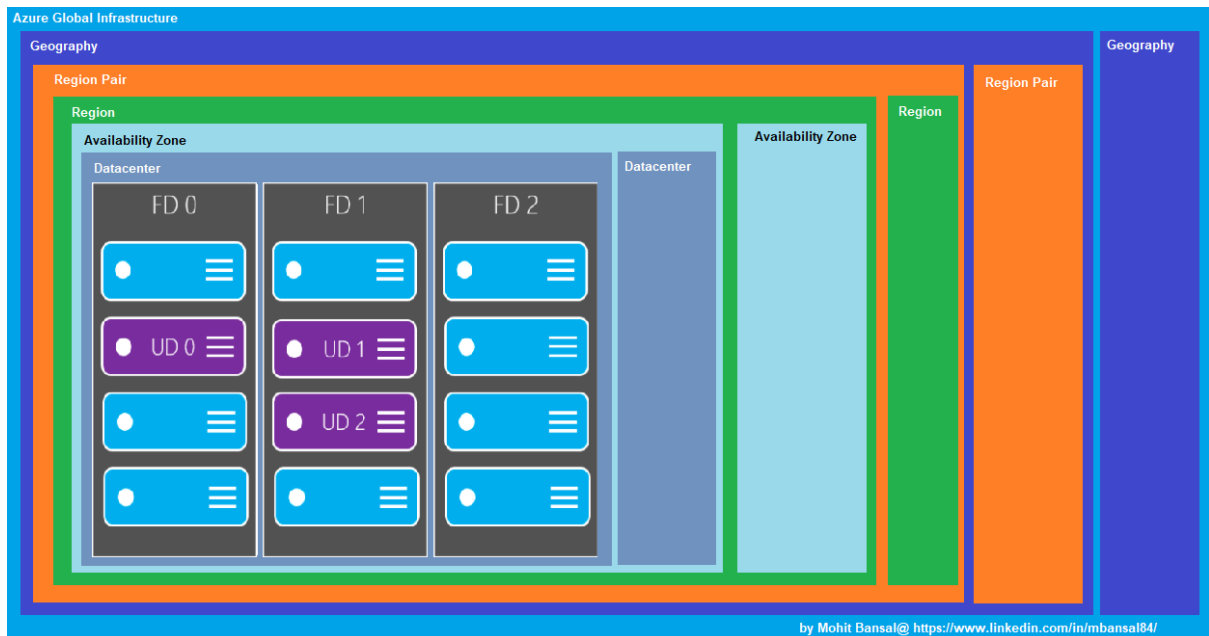 Azure Global Infrastructure
Geography
Geography
Region Pair
Region Pair
Region
Region
Availability Zone
Availability Zone
Datacenter
Datacenter
FD 0
FD 1
FD 2
UD 0
UD 1
UD 2
by Mohit Bansal@ https://www.linkedin.com/in/mbansal84/